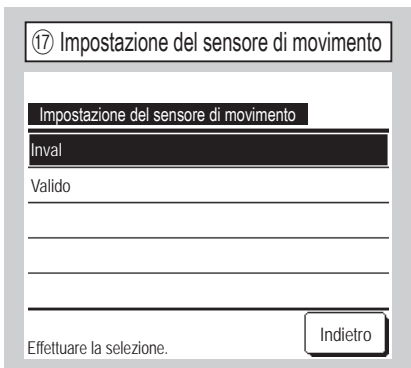 ⑰ Impostazione del sensore di movimento
Impostazione del sensore di movimento
Inval
Valido
Indietro
Effettuare la selezione.